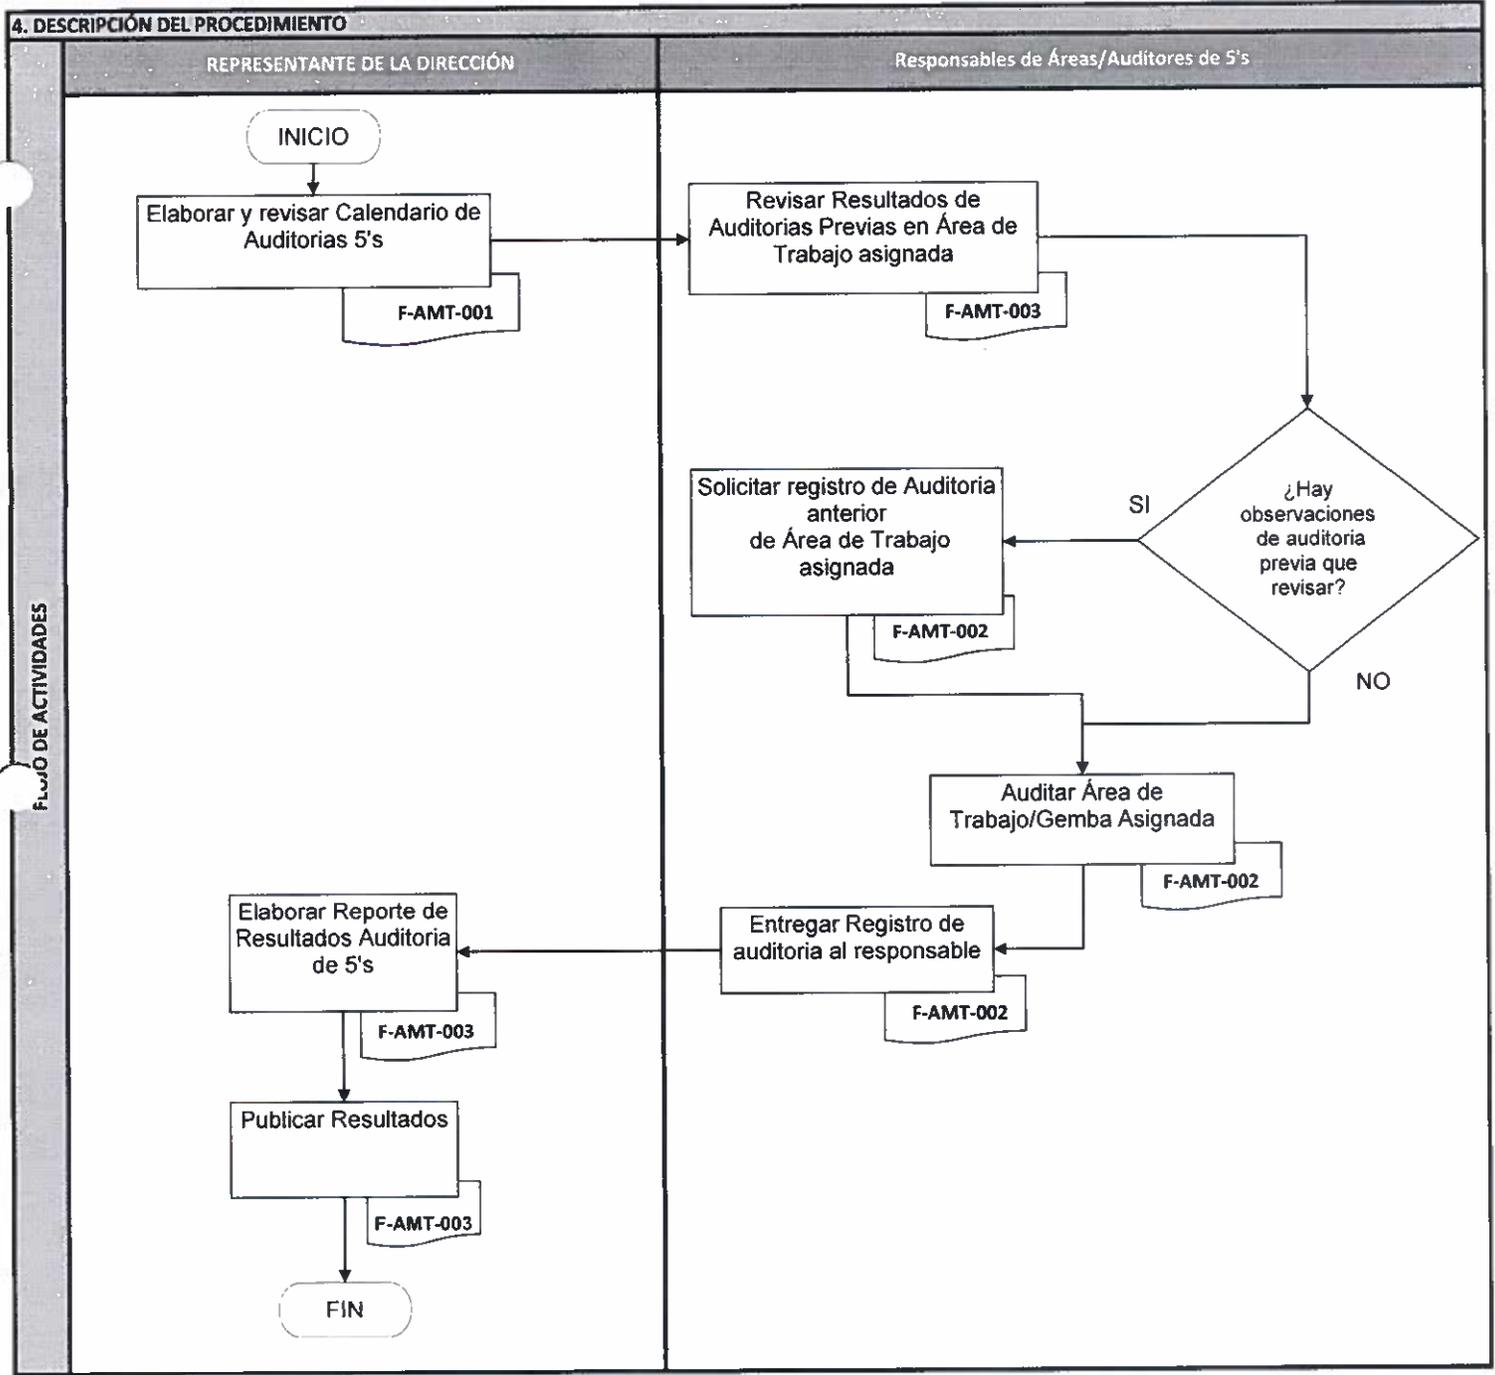 4. DESCRIPCIÓN DEL PROCEDIMIENTO
REPRESENTANTE DE LA DIRECCIÓN
Responsables de Áreas/Auditores de 5's
FLUJO DE ACTIVIDADES
INICIO
Elaborar y revisar Calendario de
Auditorias 5's
F-AMT-001
Revisar Resultados de
Auditorias Previas en Área de
Trabajo asignada
F-AMT-003
¿Hay
observaciones
de auditoria
previa que
revisar?
SI
NO
Solicitar registro de Auditoria
anterior
de Área de Trabajo
asignada
F-AMT-002
Auditar Área de
Trabajo/Gemba Asignada
F-AMT-002
Entregar Registro de
auditoria al responsable
F-AMT-002
Elaborar Reporte de
Resultados Auditoria
de 5's
F-AMT-003
Publicar Resultados
F-AMT-003
FIN